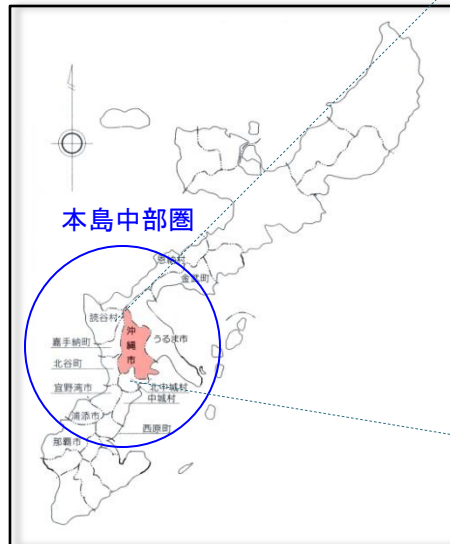 本島中部圏
恩納村
金武町
読谷村
沖縄市
うるま市
嘉手納町
北谷町
宜野湾市
北中城村
中城村
浦添市
西原町
那覇市